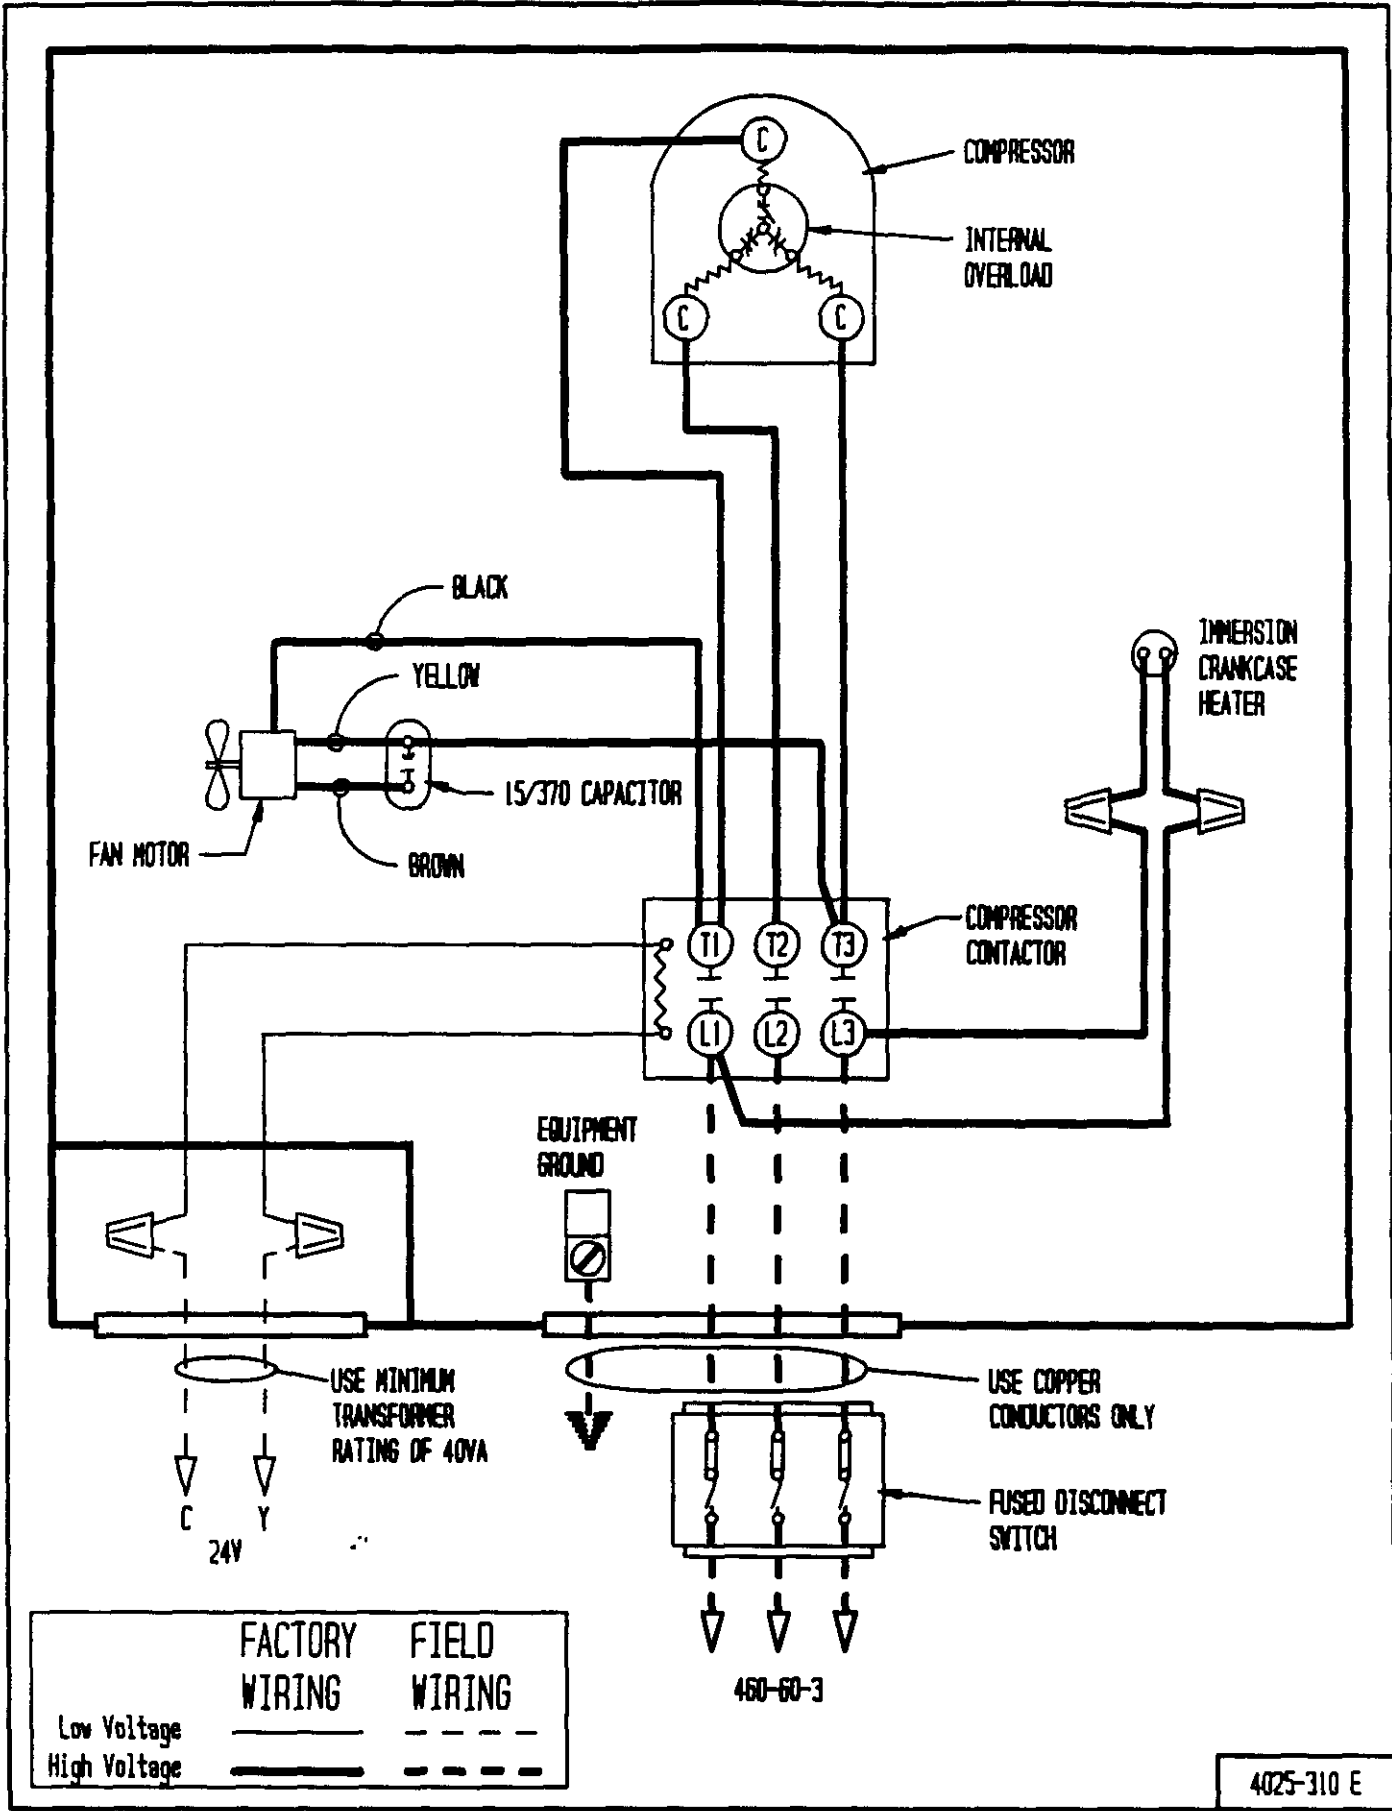 C
COMPRESSOR
INTERNAL
OVERLOAD
C
C
BLACK
YELLOW
15/370 CAPACITOR
FAN MOTOR
BROWN
IMMERSION
CRANKCASE
HEATER
COMPRESSOR
CONTACTOR
T1 T2 T3
L1 L2 L3
EQUIPMENT
GROUND
USE MINIMUM
TRANSFORMER
RATING OF 40VA
USE COPPER
CONDUCTORS ONLY
C Y
24V
FUSED DISCONNECT
SWITCH
460-60-3
FACTORY WIRING
FIELD WIRING
Low Voltage
High Voltage
4025-310 E